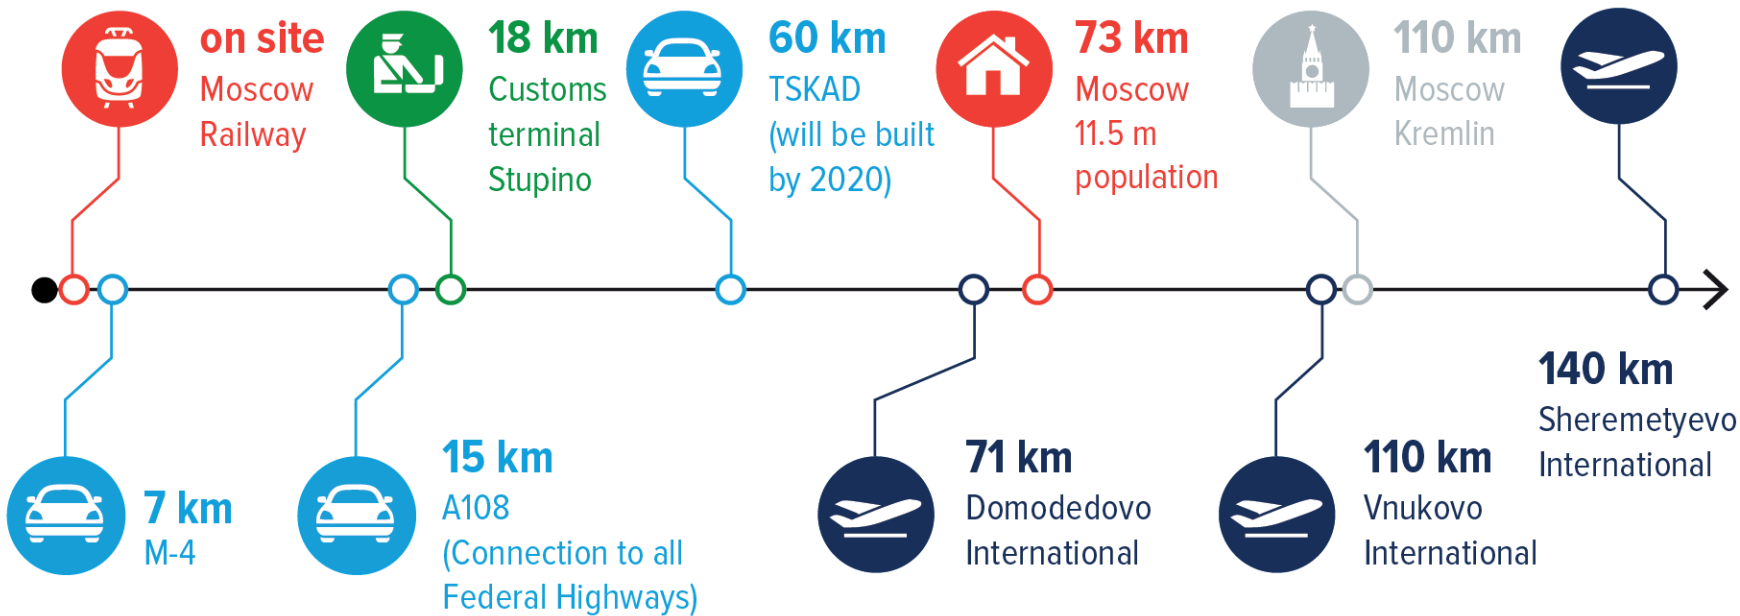 on site
Moscow
Railway
18 km
Customs
terminal
Stupino
60 km
TSKAD
(will be built
by 2020)
73 km
Moscow
11.5 m
population
110 km
Moscow
Kremlin
7 km
M-4
15 km
A108
(Connection to all
Federal Highways)
71 km
Domodedovo
International
110 km
Vnukovo
International
140 km
Sheremetyevo
International